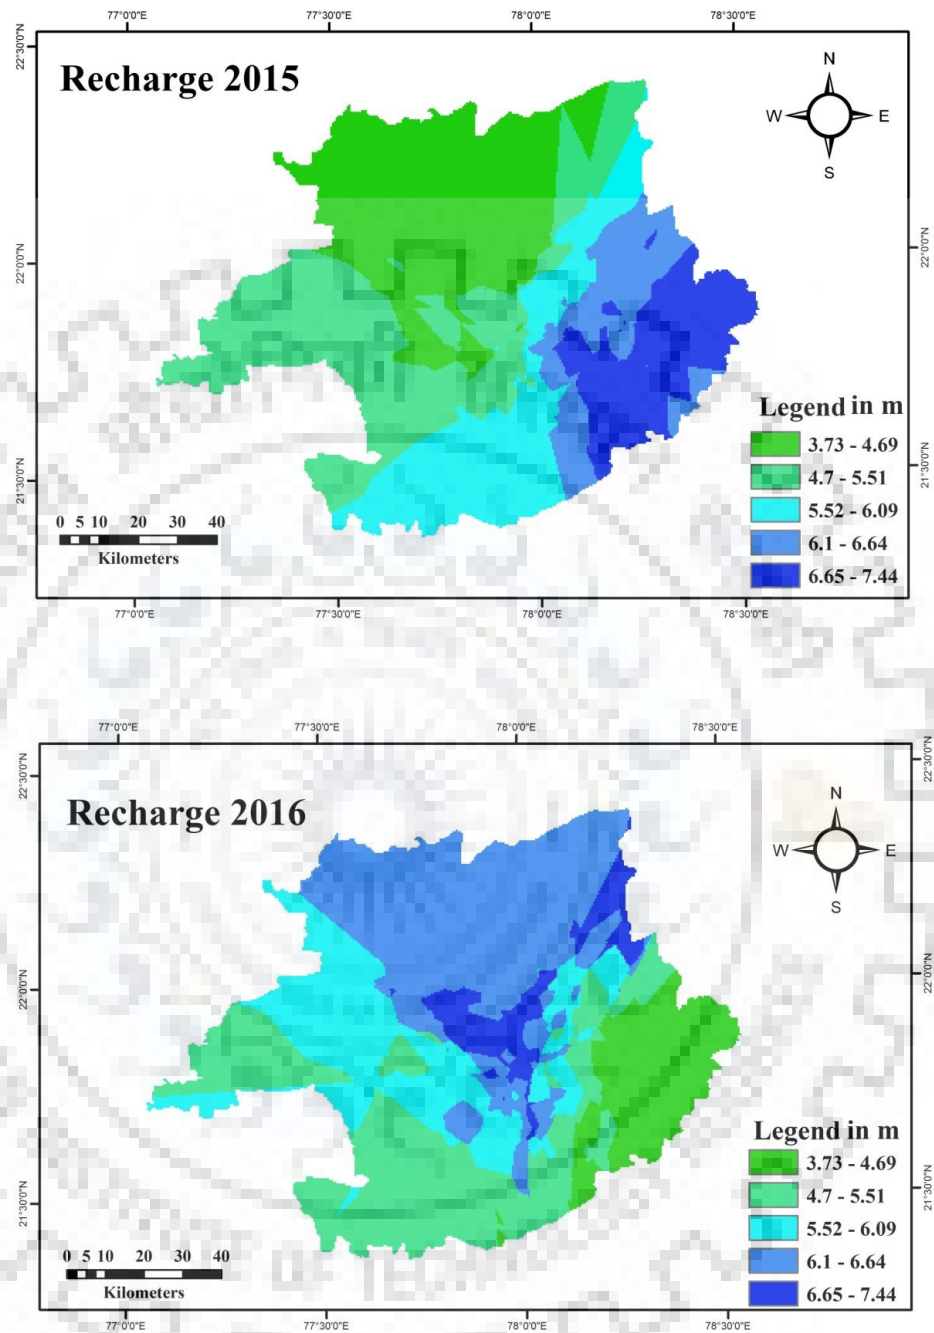 77°0'0"E 77°30'0"E 78°0'0"E 78°30'0"E
22°30'0"N
Recharge 2015
N
W E
S
22°0'0"N 22°0'0"N
Legend in m
3.73 - 4.69
4.7 - 5.51
21°30'0"N 21°30'0"N
5.52 - 6.09
0 5 10 20 30 40
6.1 - 6.64
Kilometers
6.65 - 7.44
77°0'0"E 77°30'0"E 78°0'0"E 78°30'0"E
77°0'0"E 77°30'0"E 78°0'0"E 78°30'0"E
22°30'0"N 22°30'0"N
Recharge 2016
N
W E
S
22°0'0"N 22°0'0"N
Legend in m
3.73 - 4.69
21°30'0"N 21°30'0"N
4.7 - 5.51
5.52 - 6.09
0 5 10 20 30 40
6.1 - 6.64
Kilometers
6.65 - 7.44
77°0'0"E 77°30'0"E 78°0'0"E 78°30'0"E